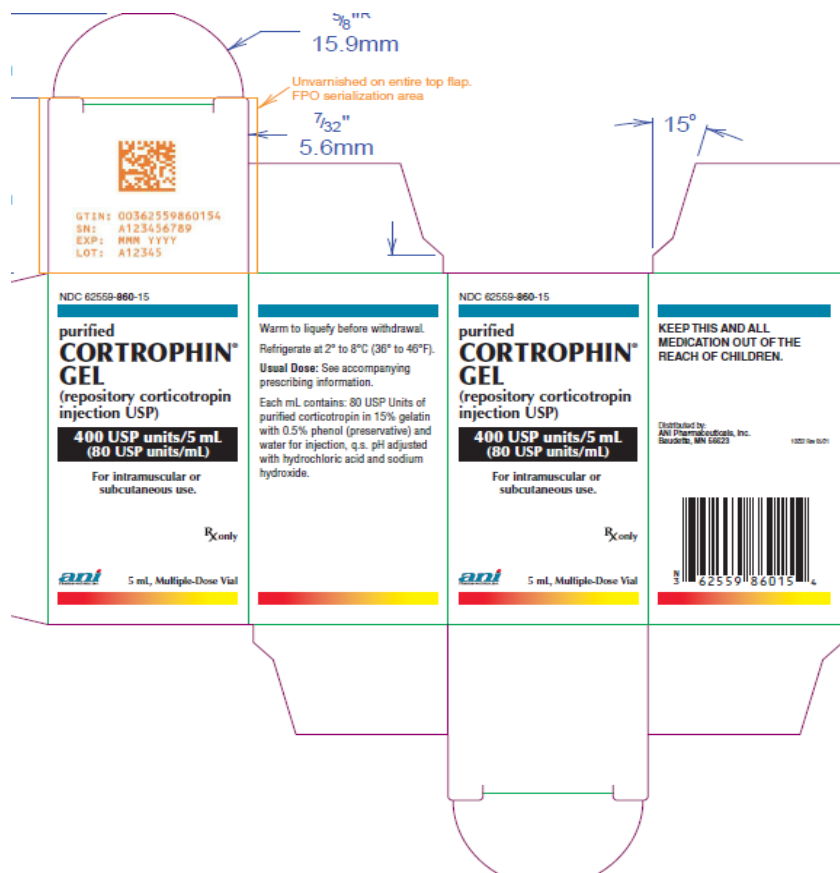 5/8"R
15.9mm
Unvarnished on entire top flap.
FPO serialization area
7/32"
5.6mm
15°
GTIN: 00362559860154
SN: A123456789
EXP: MMM YYYY
LOT: A12345
NDC 62559-860-15
purified
CORTROPHIN®
GEL
(repository corticotropin
injection USP)
400 USP units/5 mL
(80 USP units/mL)
For intramuscular or
subcutaneous use.
Rx only
ani
5 mL, Multiple-Dose Vial
Warm to liquefy before withdrawal.
Refrigerate at 2° to 8°C (36° to 46°F).
Usual Dose: See accompanying
prescribing information.
Each mL contains: 80 USP Units of
purified corticotropin in 15% gelatin
with 0.5% phenol (preservative) and
water for injection, q.s. pH adjusted
with hydrochloric acid and sodium
hydroxide.
NDC 62559-860-15
purified
CORTROPHIN®
GEL
(repository corticotropin
injection USP)
400 USP units/5 mL
(80 USP units/mL)
For intramuscular or
subcutaneous use.
Rx only
ani
5 mL, Multiple-Dose Vial
KEEP THIS AND ALL
MEDICATION OUT OF THE
REACH OF CHILDREN.
Distributed by:
ANI Pharmaceuticals, Inc.
Baudette, MN 56623
N
3 62559 86015 4